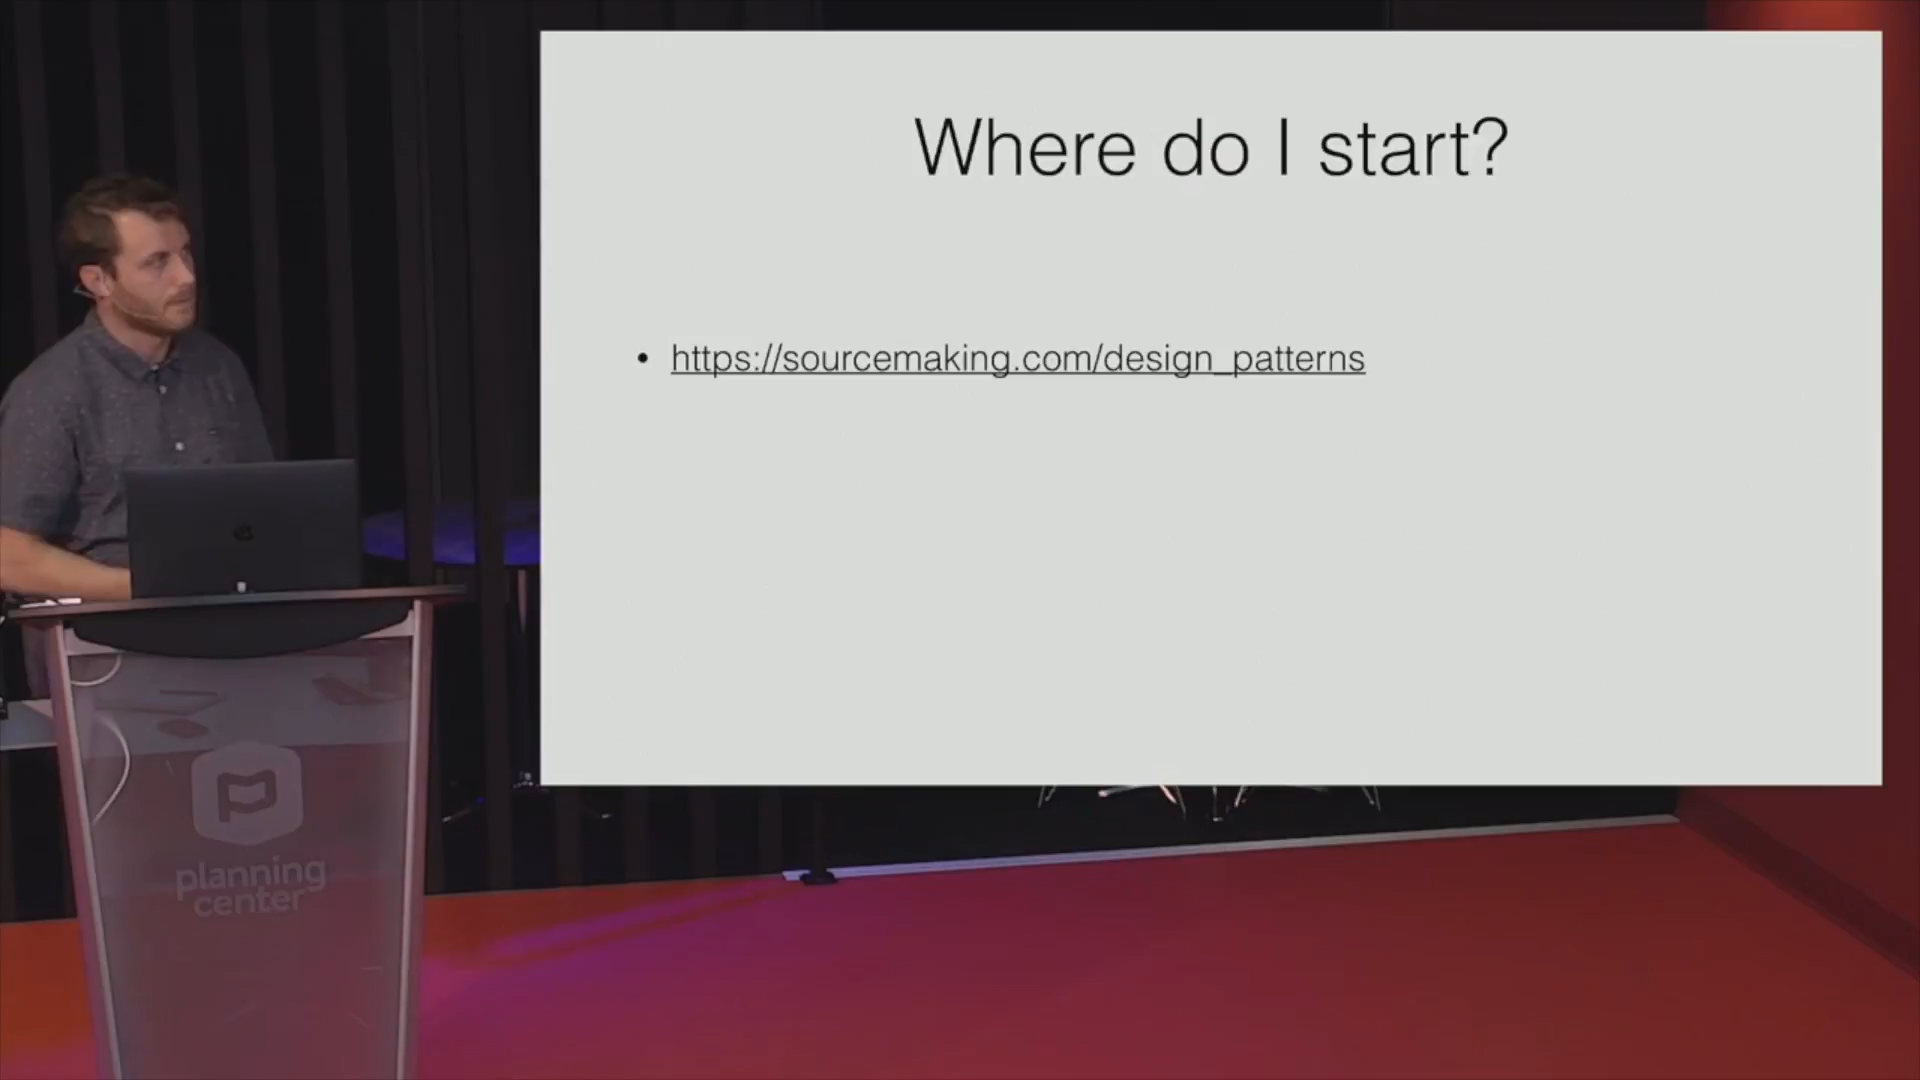 Where do I start?
• https://sourcemaking.com/design_patterns
planning
center